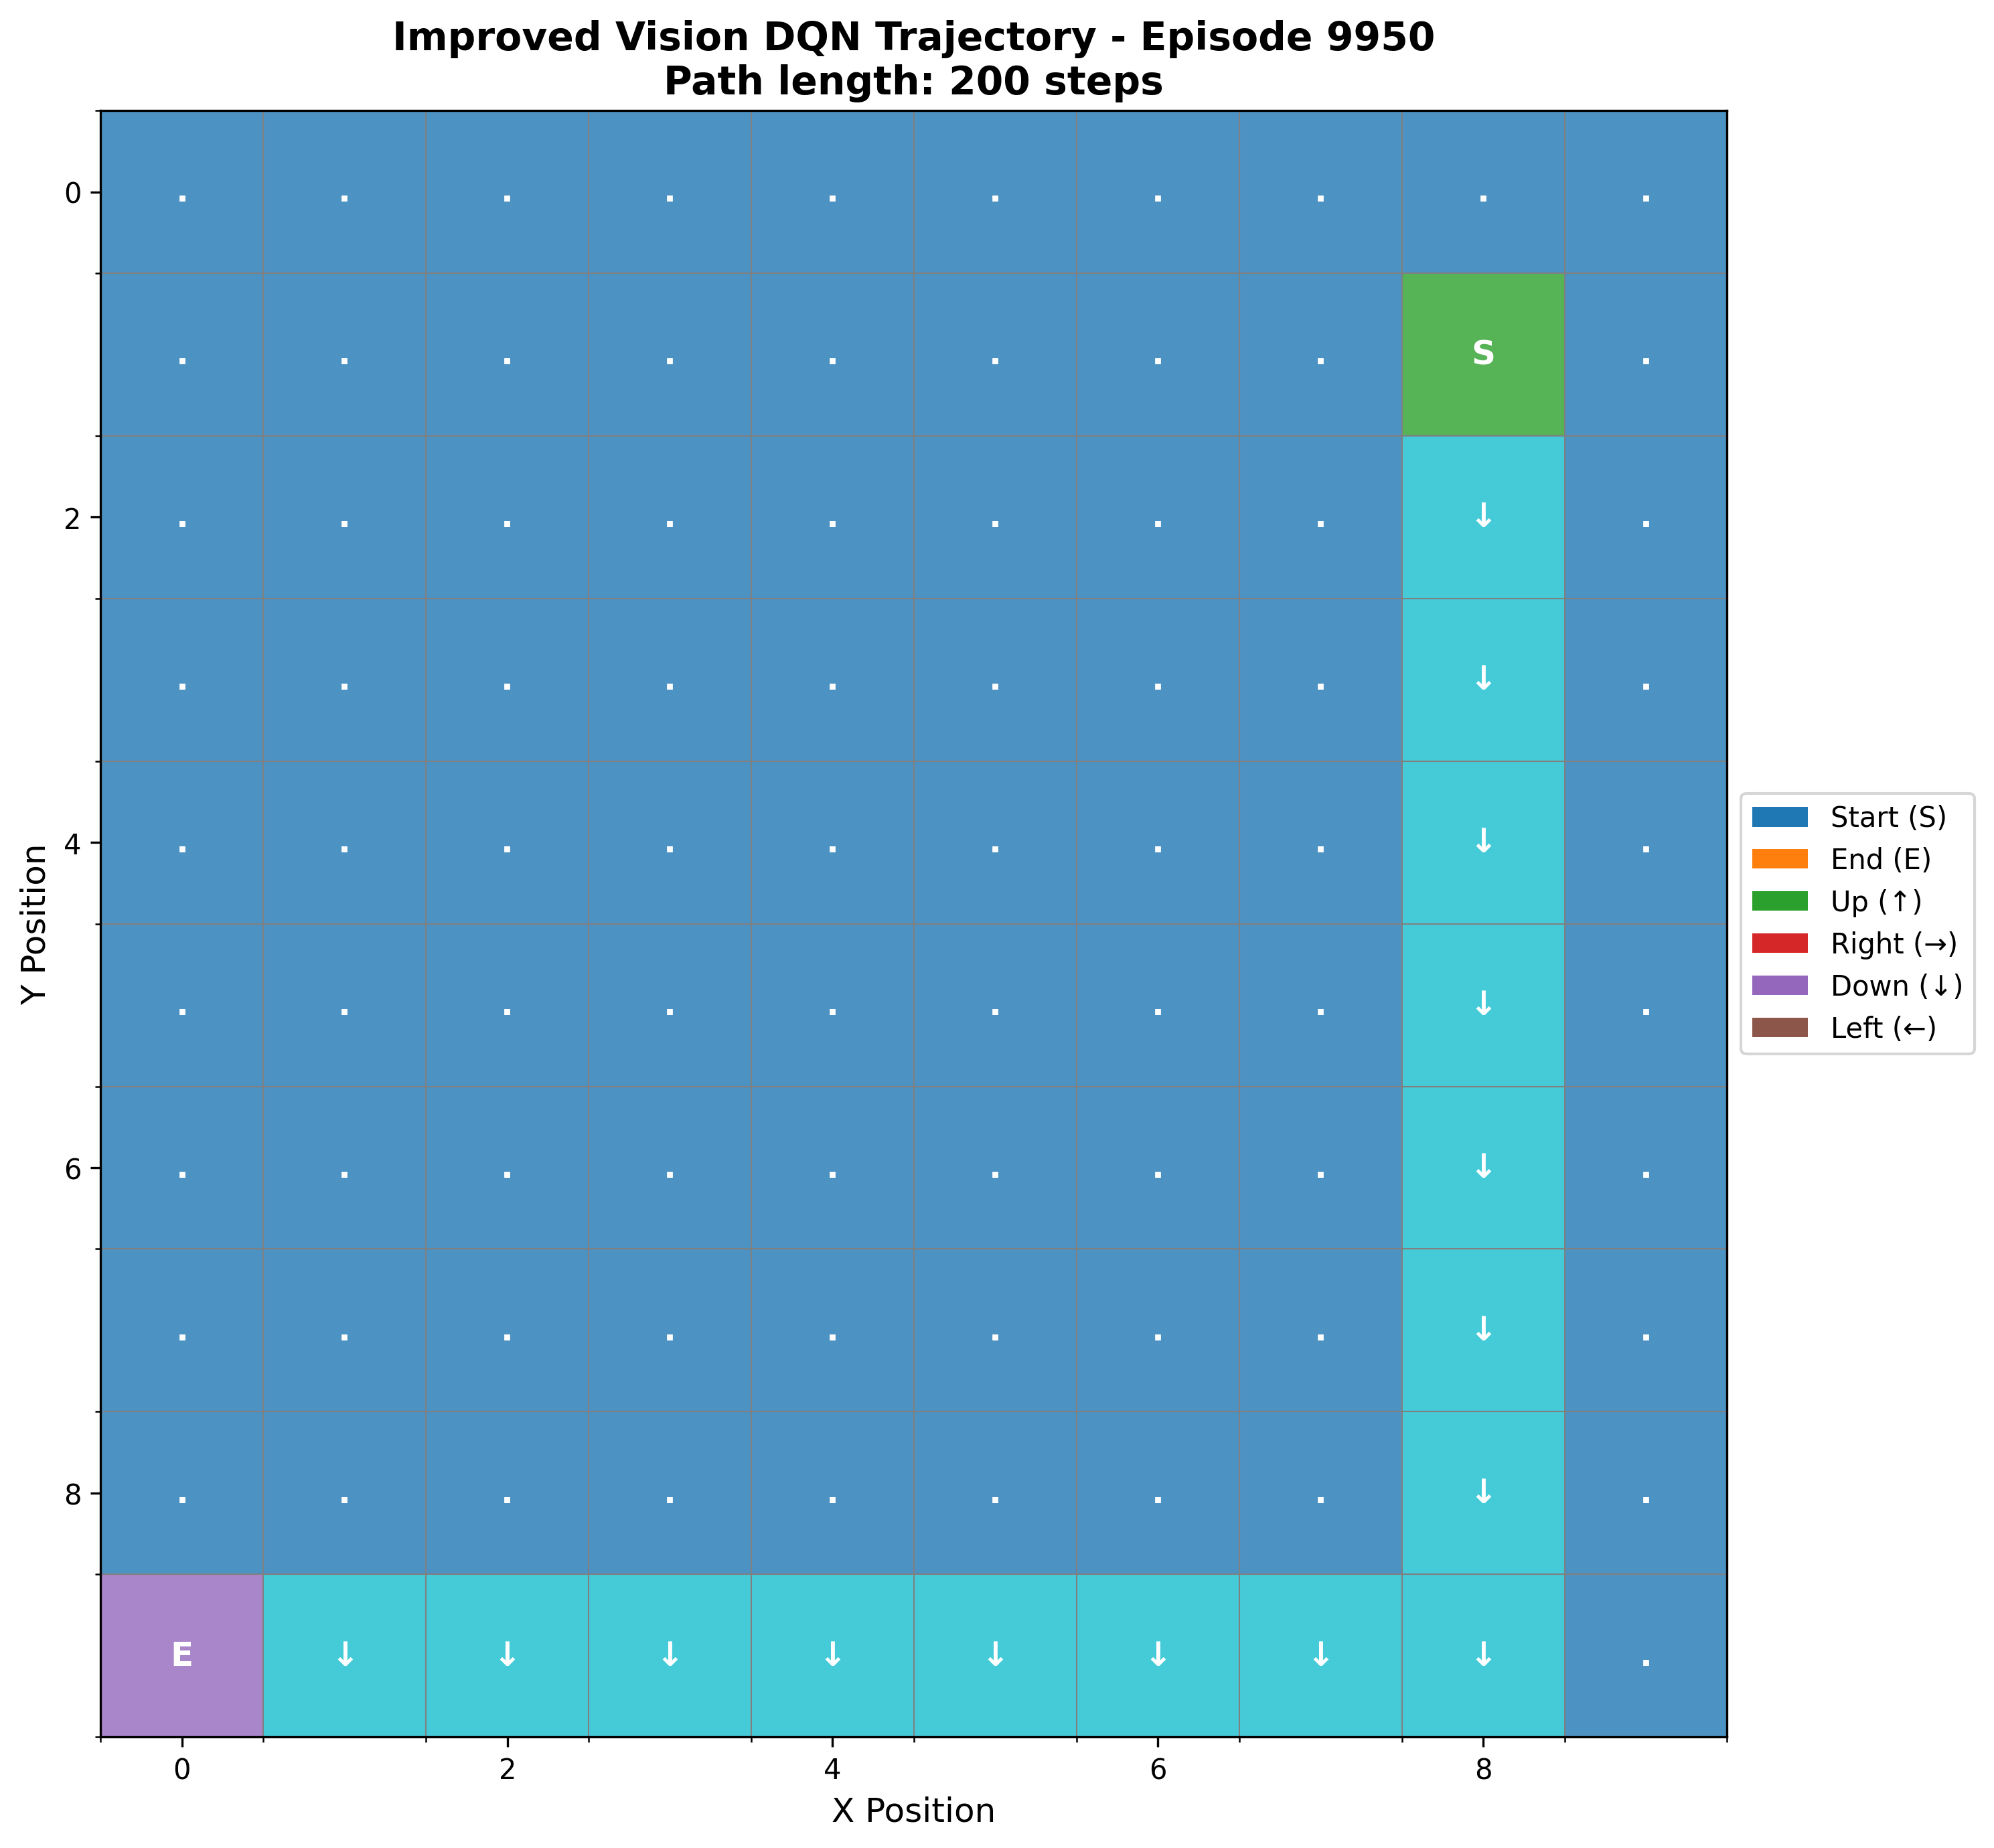 Improved Vision DQN Trajectory - Episode 9950
Path length: 200 steps
0 . . . . . . . . . .
. . . . . . . . S .
2 . . . . . . . . ↓ .
. . . . . . . . ↓ .
4 . . . . . . . . ↓ .
. . . . . . . . ↓ .
6 . . . . . . . . ↓ .
. . . . . . . . ↓ .
8 . . . . . . . . ↓ .
E ↓ ↓ ↓ ↓ ↓ ↓ ↓ ↓ .
0 2 4 6 8
X Position
Y Position
Start (S)
End (E)
Up (↑)
Right (→)
Down (↓)
Left (←)